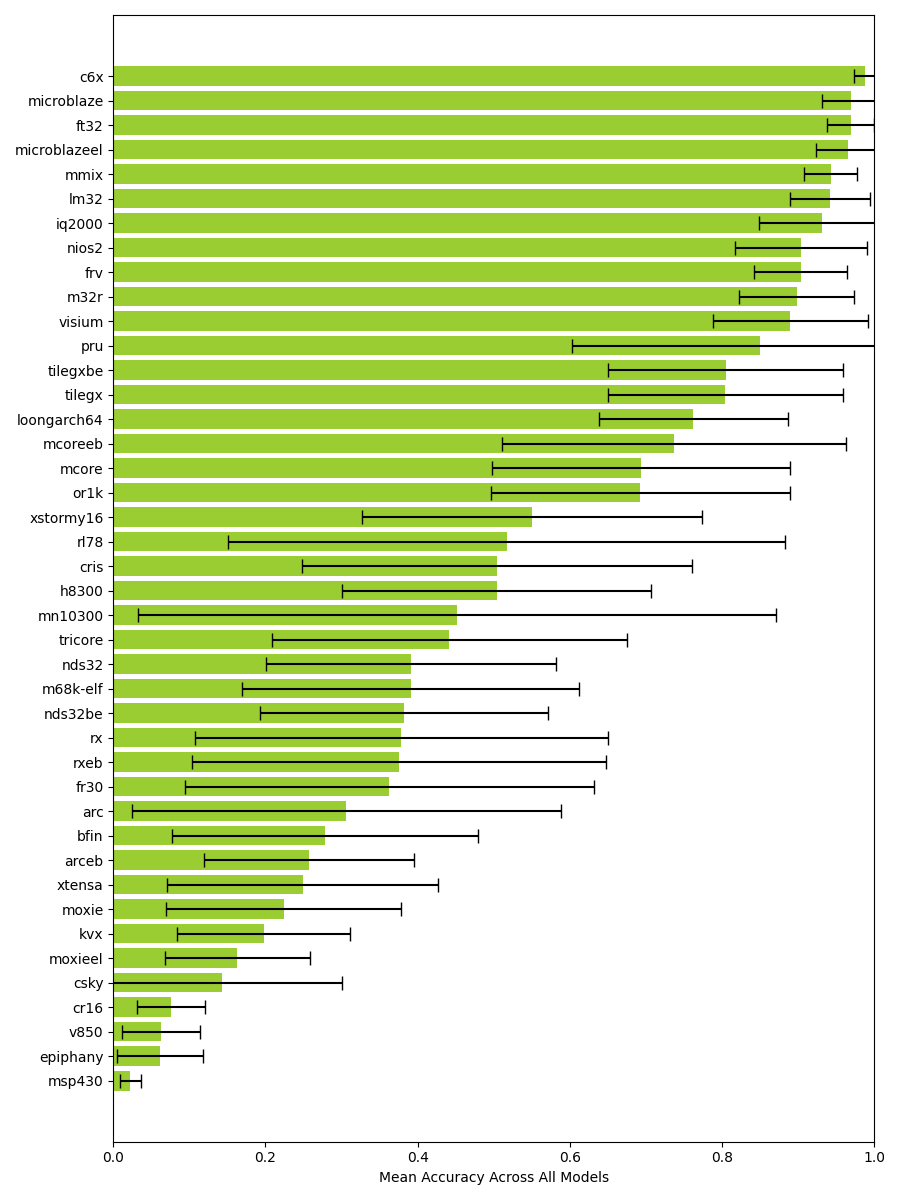 c6x
microblaze
ft32
microblazeel
mmix
lm32
iq2000
nios2
frv
m32r
visium
pru
tilegxbe
tilegx
loongarch64
mcoreeb
mcore
or1k
xstormy16
rl78
cris
h8300
mn10300
tricore
nds32
m68k-elf
nds32be
rx
rxeb
fr30
arc
bfin
arceb
xtensa
moxie
kvx
moxieel
csky
cr16
v850
epiphany
msp430
0.0 0.2 0.4 0.6 0.8 1.0
Mean Accuracy Across All Models